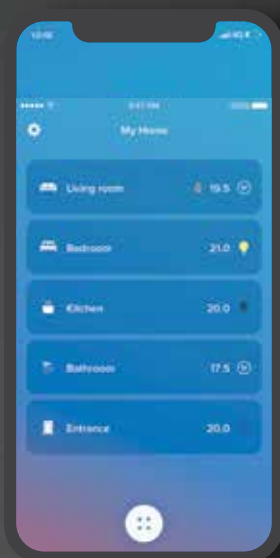 My Home
Living room 19.5
Bedroom 21.0
Kitchen 20.0
Bathroom 17.5
Entrance 20.0